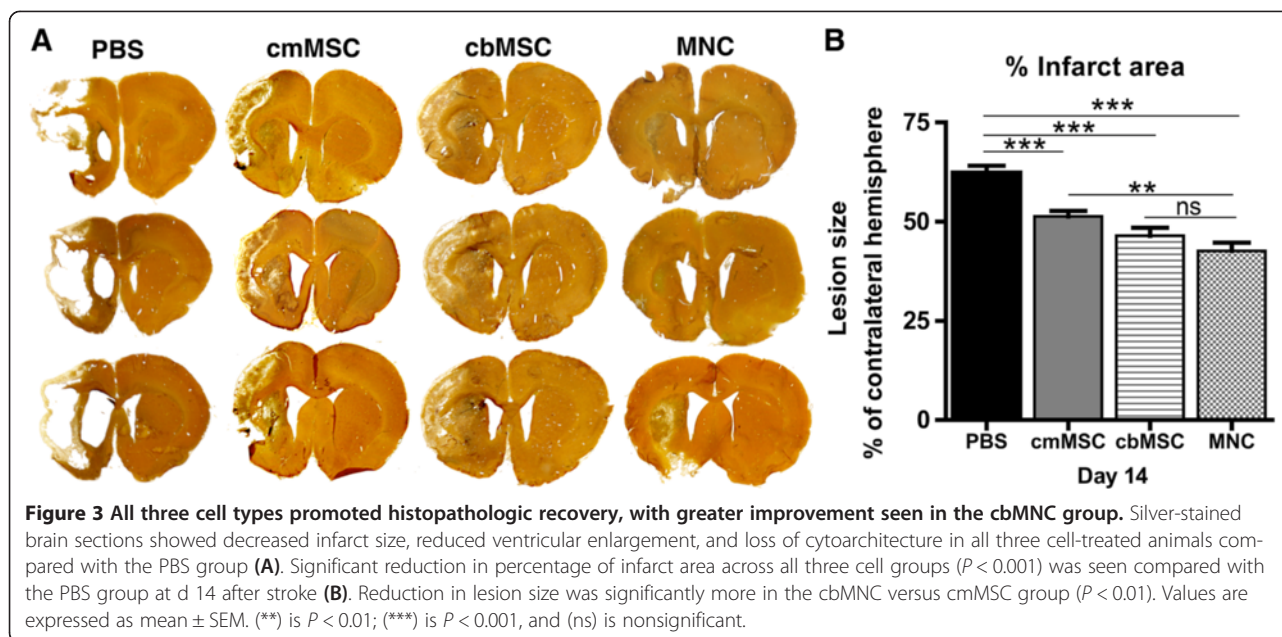 A
PBS
cmMSC
cbMSC
MNC
B
% Infarct area
***
***
***
**
ns
75
50
25
0
Lesion size
% of contralateral hemisphere
PBS
cmMSC
cbMSC
MNC
Day 14
Figure 3 All three cell types promoted histopathologic recovery, with greater improvement seen in the cbMNC group. Silver-stained
brain sections showed decreased infarct size, reduced ventricular enlargement, and loss of cytoarchitecture in all three cell-treated animals com-
pared with the PBS group (A). Significant reduction in percentage of infarct area across all three cell groups (P < 0.001) was seen compared with
the PBS group at d 14 after stroke (B). Reduction in lesion size was significantly more in the cbMNC versus cmMSC group (P < 0.01). Values are
expressed as mean ± SEM. (**) is P < 0.01; (***) is P < 0.001, and (ns) is nonsignificant.